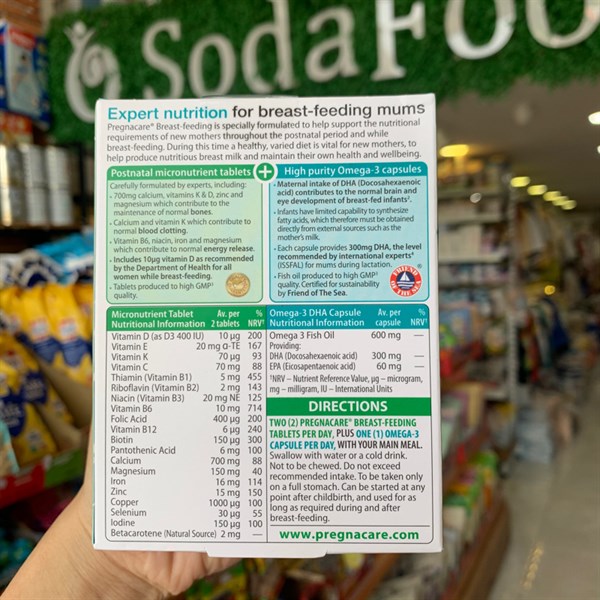 SodaFOO
Expert nutrition for breast-feeding mums
Pregnacare® Breast-feeding is specially formulated to help support the nutritional
requirements of new mothers throughout the postnatal period and while
breast-feeding. During this time a healthy, varied diet is vital for new mothers, to
help produce nutritious breast milk and maintain their own health and wellbeing.
Postnatal micronutrient tablets
Carefully formulated by experts, including:
• 700mg calcium, vitamins K & D, zinc and
magnesium which contribute to the
maintenance of normal bones.
• Calcium and vitamin K which contribute to
normal blood clotting.
• Vitamin B6, niacin, iron and magnesium
which contribute to normal energy release.
• Includes 10µg vitamin D as recommended
by the Department of Health for all
women while breast-feeding.
• Tablets produced to high GMP‡
quality.
+
High purity Omega-3 capsules
• Maternal intake of DHA (Docosahexaenoic
acid) contributes to the normal brain and
eye development of breast-fed infants².
• Infants have limited capability to synthesize
fatty acids, which therefore must be obtained
directly from external sources such as the
mother's milk.
• Each capsule provides 300mg DHA, the level
recommended by international experts
(ISSFAL) for mums during lactation.
• Fish oil produced to high GMP‡
quality. Certified for sustainability
by Friend of The Sea.
FRIEND
OF THE SEA
Micronutrient Tablet Av. per %
Nutritional Information 2 tablets NRV†
Vitamin D (as D3 400 IU) 10 µg 200
Vitamin E 20 mg α-TE 167
Vitamin K 70 µg 93
Vitamin C 70 mg 88
Thiamin (Vitamin B1) 5 mg 455
Riboflavin (Vitamin B2) 2 mg 143
Niacin (Vitamin B3) 20 mg NE 125
Vitamin B6 10 mg 714
Folic Acid 400 µg 200
Vitamin B12 6 µg 240
Biotin 150 µg 300
Pantothenic Acid 6 mg 100
Calcium 700 mg 88
Magnesium 150 mg 40
Iron 16 mg 114
Zinc 15 mg 150
Copper 1000 µg 100
Selenium 30 µg 55
Iodine 150 µg 100
Betacarotene (Natural Source) 2 mg —
Omega-3 DHA Capsule Av. per %
Nutritional Information capsule NRV†
Omega 3 Fish Oil 600 mg —
Providing:
DHA (Docosahexaenoic acid) 300 mg —
EPA (Eicosapentaenoic acid) 60 mg —
†NRV – Nutrient Reference Value, µg – microgram,
mg – milligram, IU – International Units
DIRECTIONS
TWO (2) PREGNACARE® BREAST-FEEDING
TABLETS PER DAY, PLUS ONE (1) OMEGA-3
CAPSULE PER DAY, WITH YOUR MAIN MEAL.
Swallow with water or a cold drink.
Not to be chewed. Do not exceed
recommended intake. To be taken only
on a full stomach. Can be started at any
point after childbirth, and used for as
long as required during and after
breast-feeding.
www.pregnacare.com